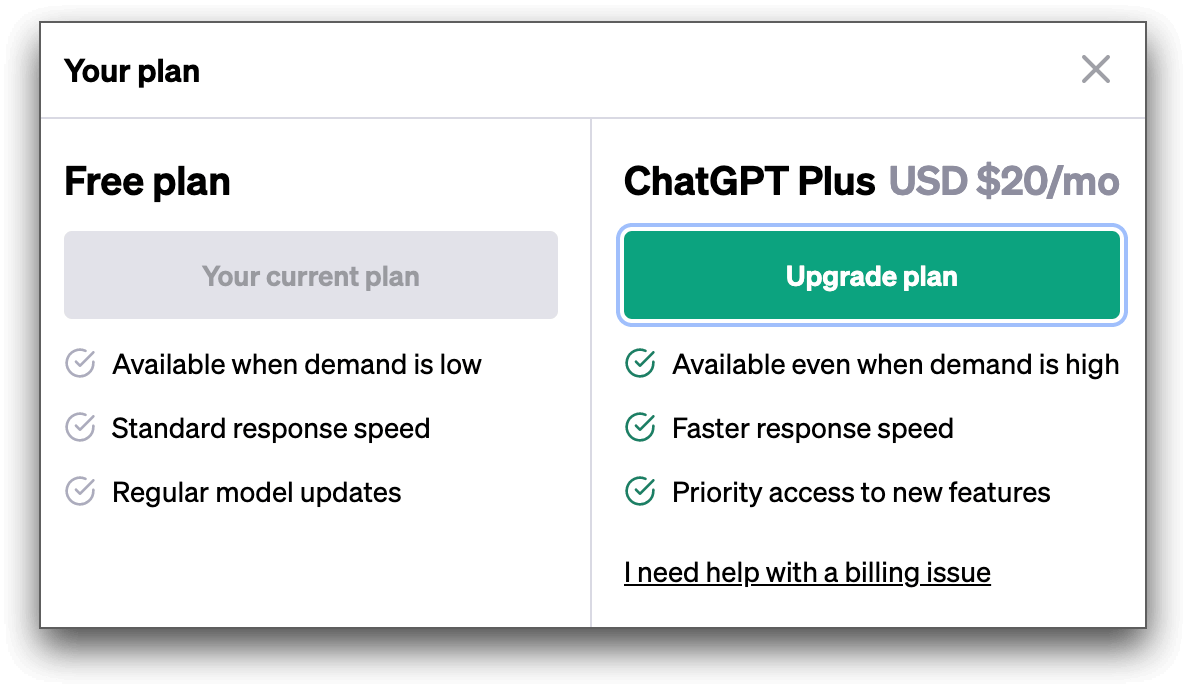 Your plan
Free plan
Your current plan
Available when demand is low
Standard response speed
Regular model updates
ChatGPT Plus USD $20/mo
Upgrade plan
Available even when demand is high
Faster response speed
Priority access to new features
I need help with a billing issue